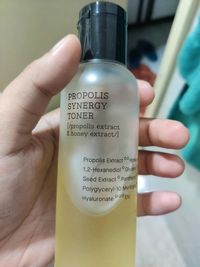 PROPOLIS
SYNERGY
TONER
[/propolis extract
& honey extract/]
Propolis Extract
1,2-Hexanediol
Seed Extract
Polyglyceryl-10
Hyaluronate